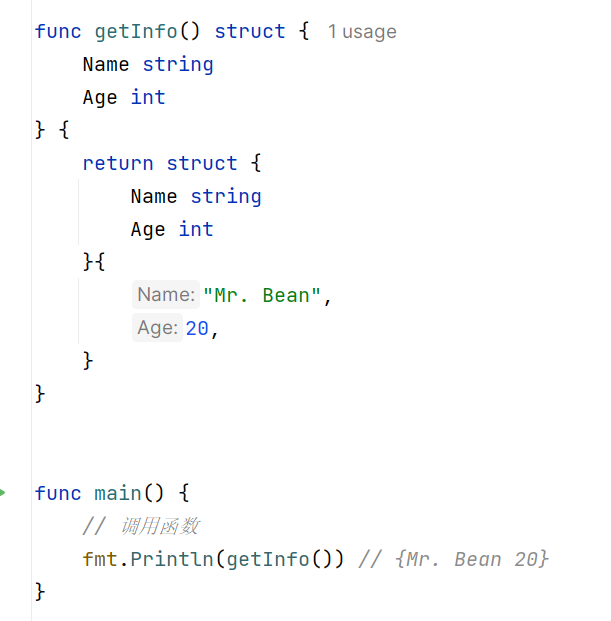 func getInfo() struct { 1 usage
Name string
Age int
} {
return struct {
Name string
Age int
}{
Name: "Mr. Bean",
Age: 20,
}
}
func main() {
// 调用函数
fmt.Println(getInfo()) // {Mr. Bean 20}
}